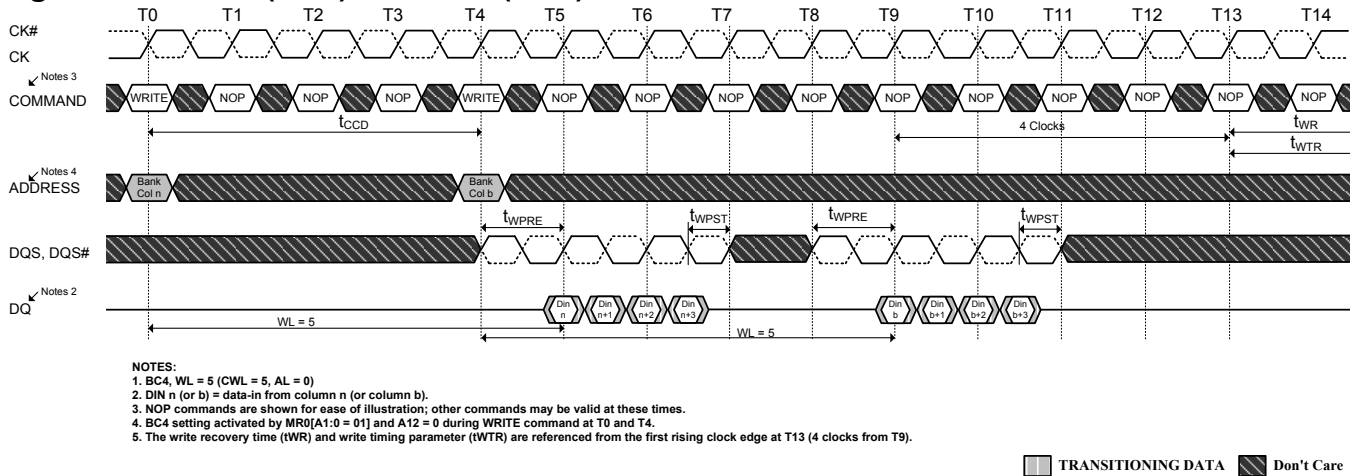 T0 T1 T2 T3 T4 T5 T6 T7 T8 T9 T10 T11 T12 T13 T14
CK#
CK
Notes 3
COMMAND
WRITE NOP NOP NOP WRITE NOP NOP NOP NOP NOP NOP NOP NOP NOP NOP
tCCD
4 Clocks
tWR
tWTR
Notes 4
ADDRESS
Bank Col n
Bank Col b
tWPRE tWPST tWPRE tWPST
DQS, DQS#
Notes 2
DQ
Din n Din n+1 Din n+2 Din n+3 Din b Din b+1 Din b+2 Din b+3
WL = 5
WL = 5
NOTES:
1. BC4, WL = 5 (CWL = 5, AL = 0)
2. DIN n (or b) = data-in from column n (or column b).
3. NOP commands are shown for ease of illustration; other commands may be valid at these times.
4. BC4 setting activated by MR0[A1:0 = 01] and A12 = 0 during WRITE command at T0 and T4.
5. The write recovery time (tWR) and write timing parameter (tWTR) are referenced from the first rising clock edge at T13 (4 clocks from T9).
TRANSITIONING DATA Don't Care